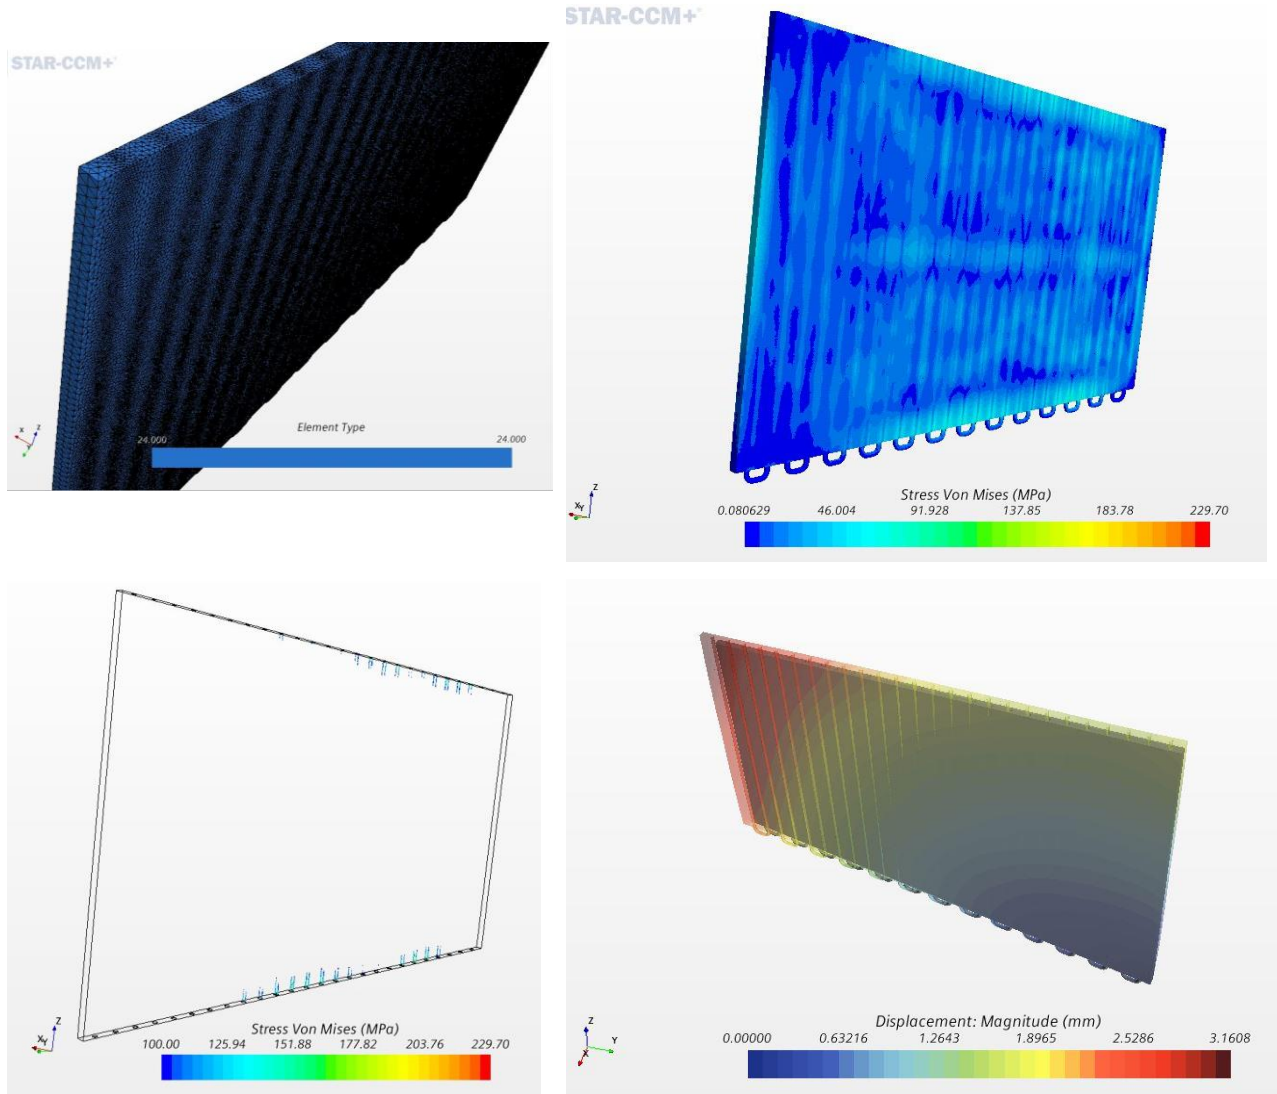 STAR-CCM+
Element Type
24.000 24.000
x z
STAR-CCM+
Stress Von Mises (MPa)
0.080629 46.004 91.928 137.85 183.78 229.70
Z
X Y
Stress Von Mises (MPa)
100.00 125.94 151.88 177.82 203.76 229.70
Z
X Y
Displacement: Magnitude (mm)
0.00000 0.63216 1.2643 1.8965 2.5286 3.1608
Z
Y
X